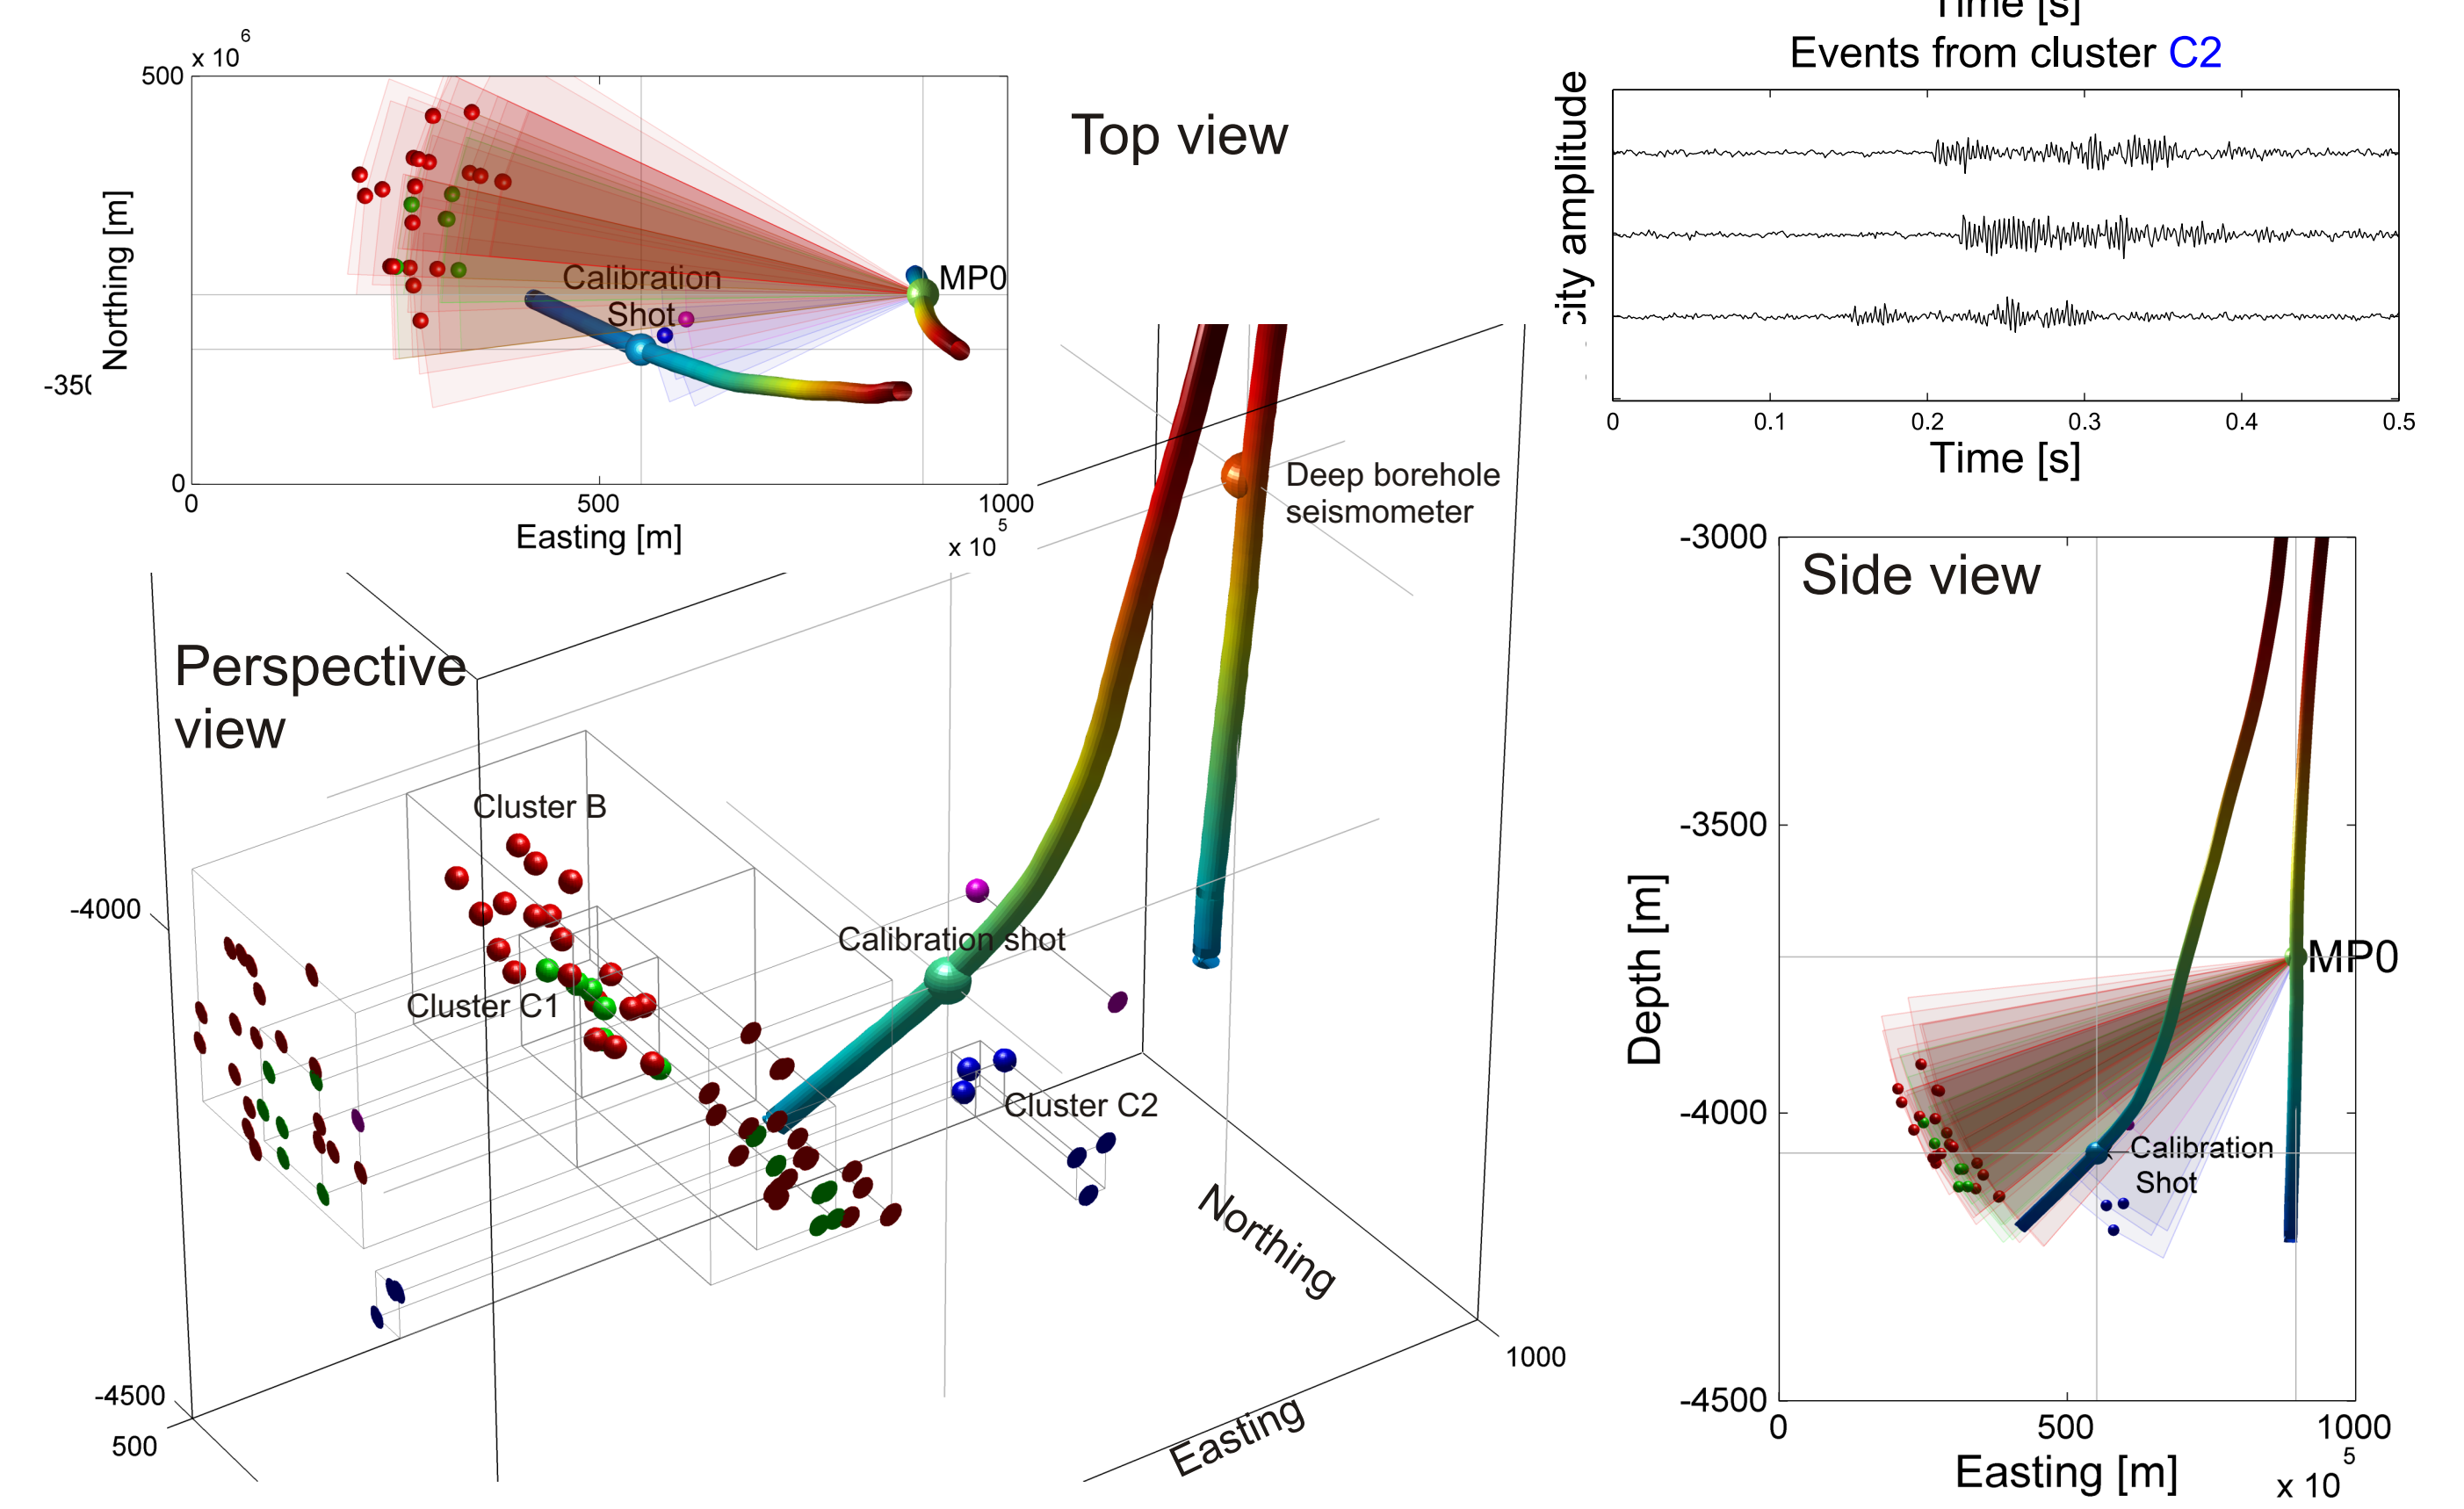 x 10
6
500
Northing [m]
-350
0
0
500
1000
Easting [m]
x 10
5
Calibration
Shot
MP0
Top view
Time [s]
Events from cluster C2
city amplitude
0
0.1
0.2
0.3
0.4
0.5
Time [s]
Deep borehole
seismometer
Perspective
view
Cluster B
Cluster C1
Calibration shot
Cluster C2
-4000
-4500
500
Northing
Easting
1000
Side view
-3000
-3500
-4000
-4500
Depth [m]
MP0
Calibration
Shot
0
500
1000
Easting [m]
x 10
5